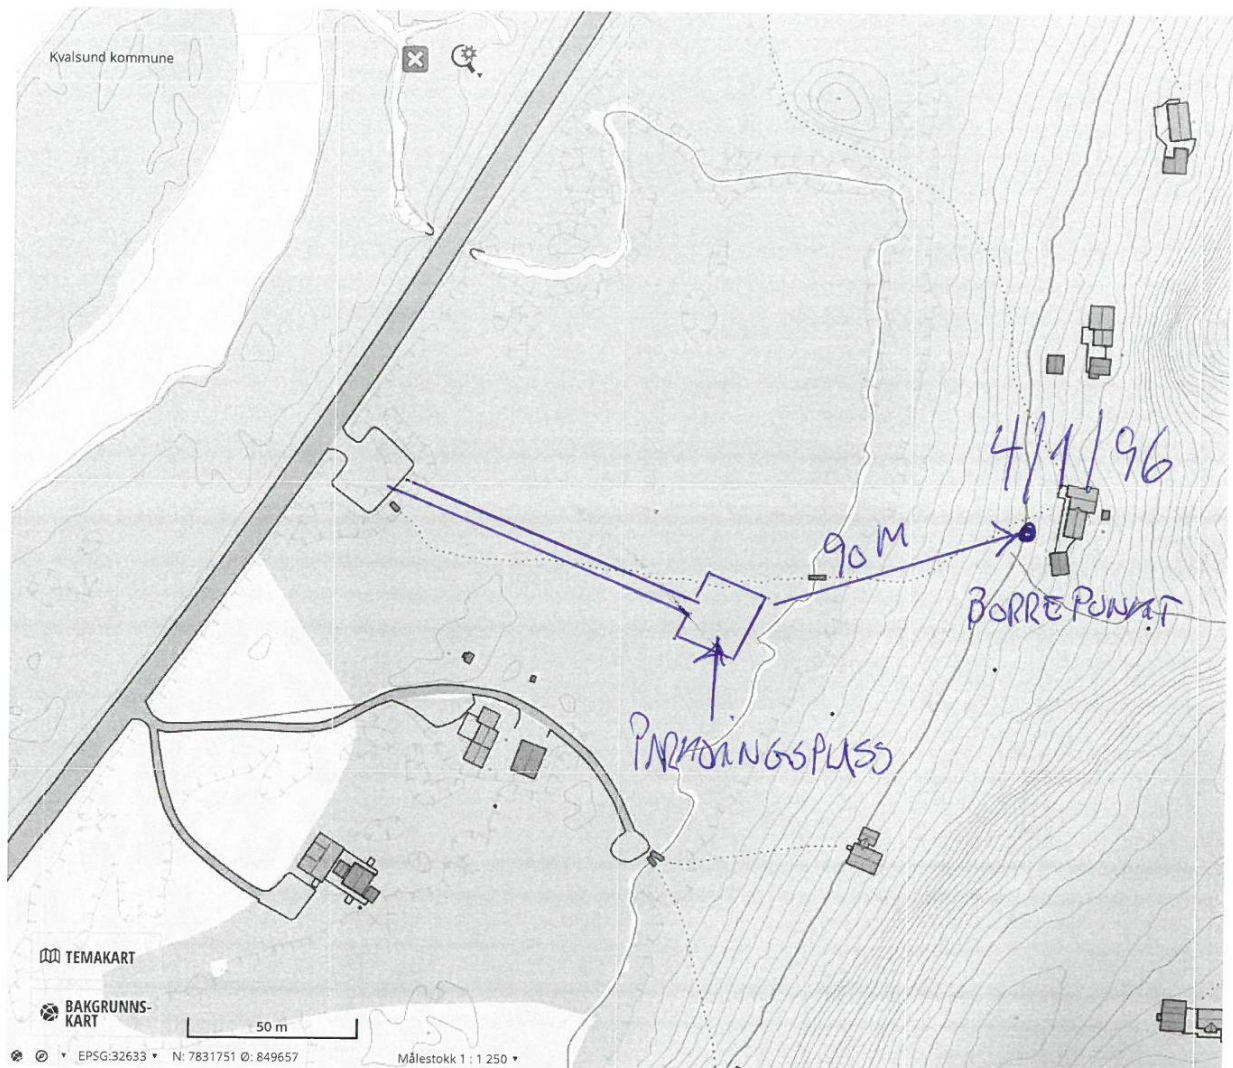 Kvalsund kommune
4/1/96
90 M
BORREPUNKT
PARKERINGSPLASS
TEMAKART
BAKGRUNNS-
KART
50 m
EPSG:32633 N: 7831751 Ø: 849657
Målestokk 1 : 1 250